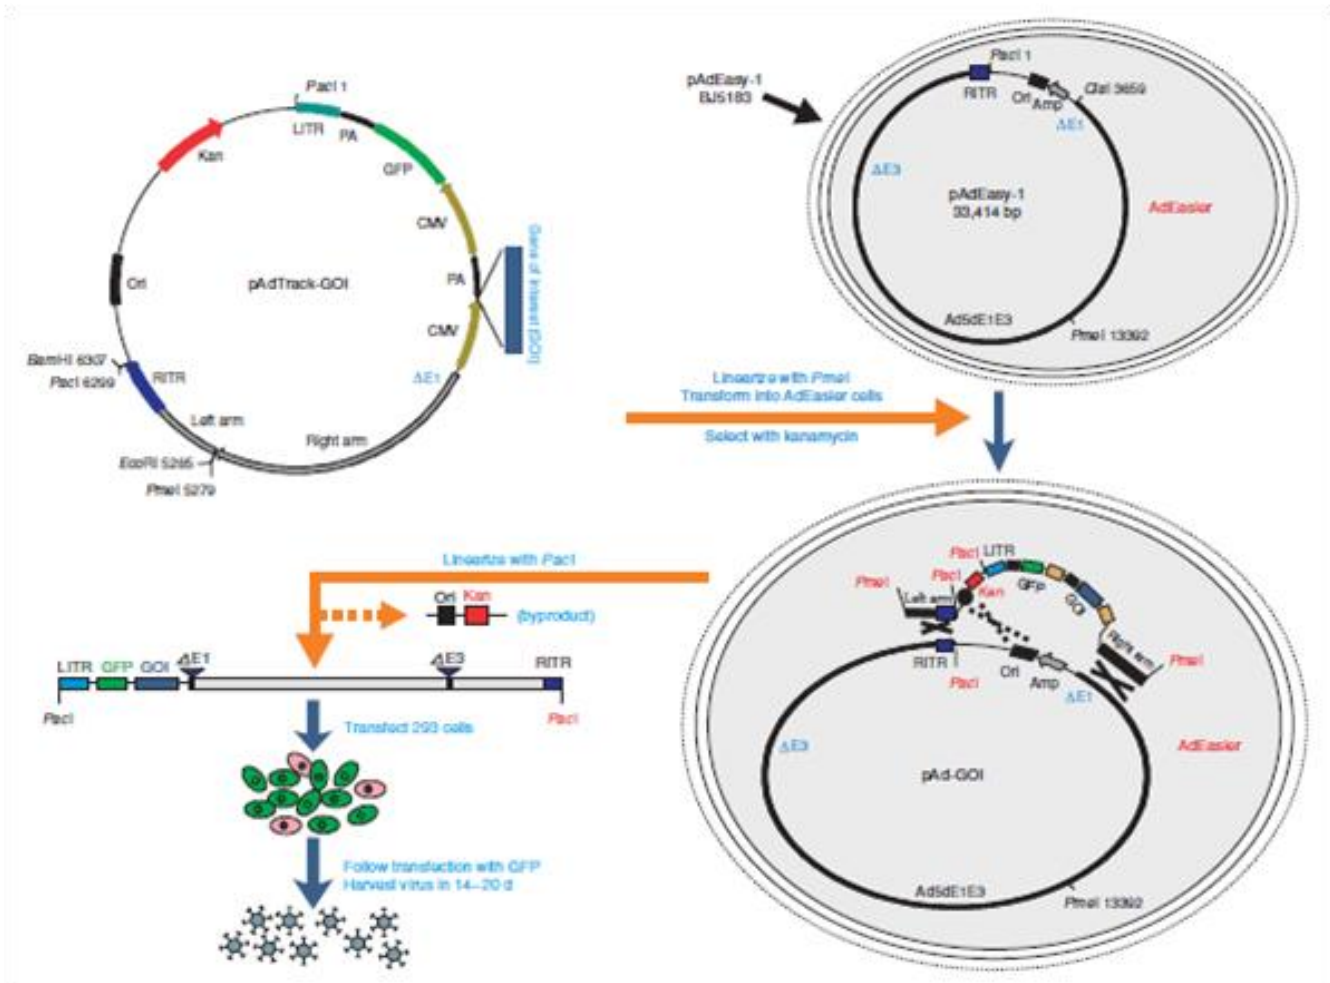 PacI 1
LITR
PA
GFP
CMV
PA
CMV
Gene of Interest (GOI)
Kan
Ori
pAdTrack-GOI
BamHI 6307
PacI 6299
RITR
ΔE1
Left arm
Right arm
EcoRI 5285
PmeI 5279
pAdEasy-1
BJ5183
PacI 1
RITR
Ori
Amp
ClaI 3659
ΔE1
ΔE3
pAdEasy-1
33,414 bp
AdEasier
Ad5dE1E3
PmeI 13392
Linearize with PmeI
Transform into AdEasier cells
Select with kanamycin
PacI
LITR
PmeI
PacI
Left arm
Kan
GFP
GOI
Right arm
PmeI
RITR
PacI
Ori
Amp
ΔE1
ΔE3
AdEasier
pAd-GOI
Ad5dE1E3
PmeI 13392
Linearize with PacI
Ori
Kan
(byproduct)
LITR
GFP
GOI
ΔE1
ΔE3
RITR
PacI
PacI
Transfect 293 cells
Follow transfection with GFP
Harvest virus in 14–20 d